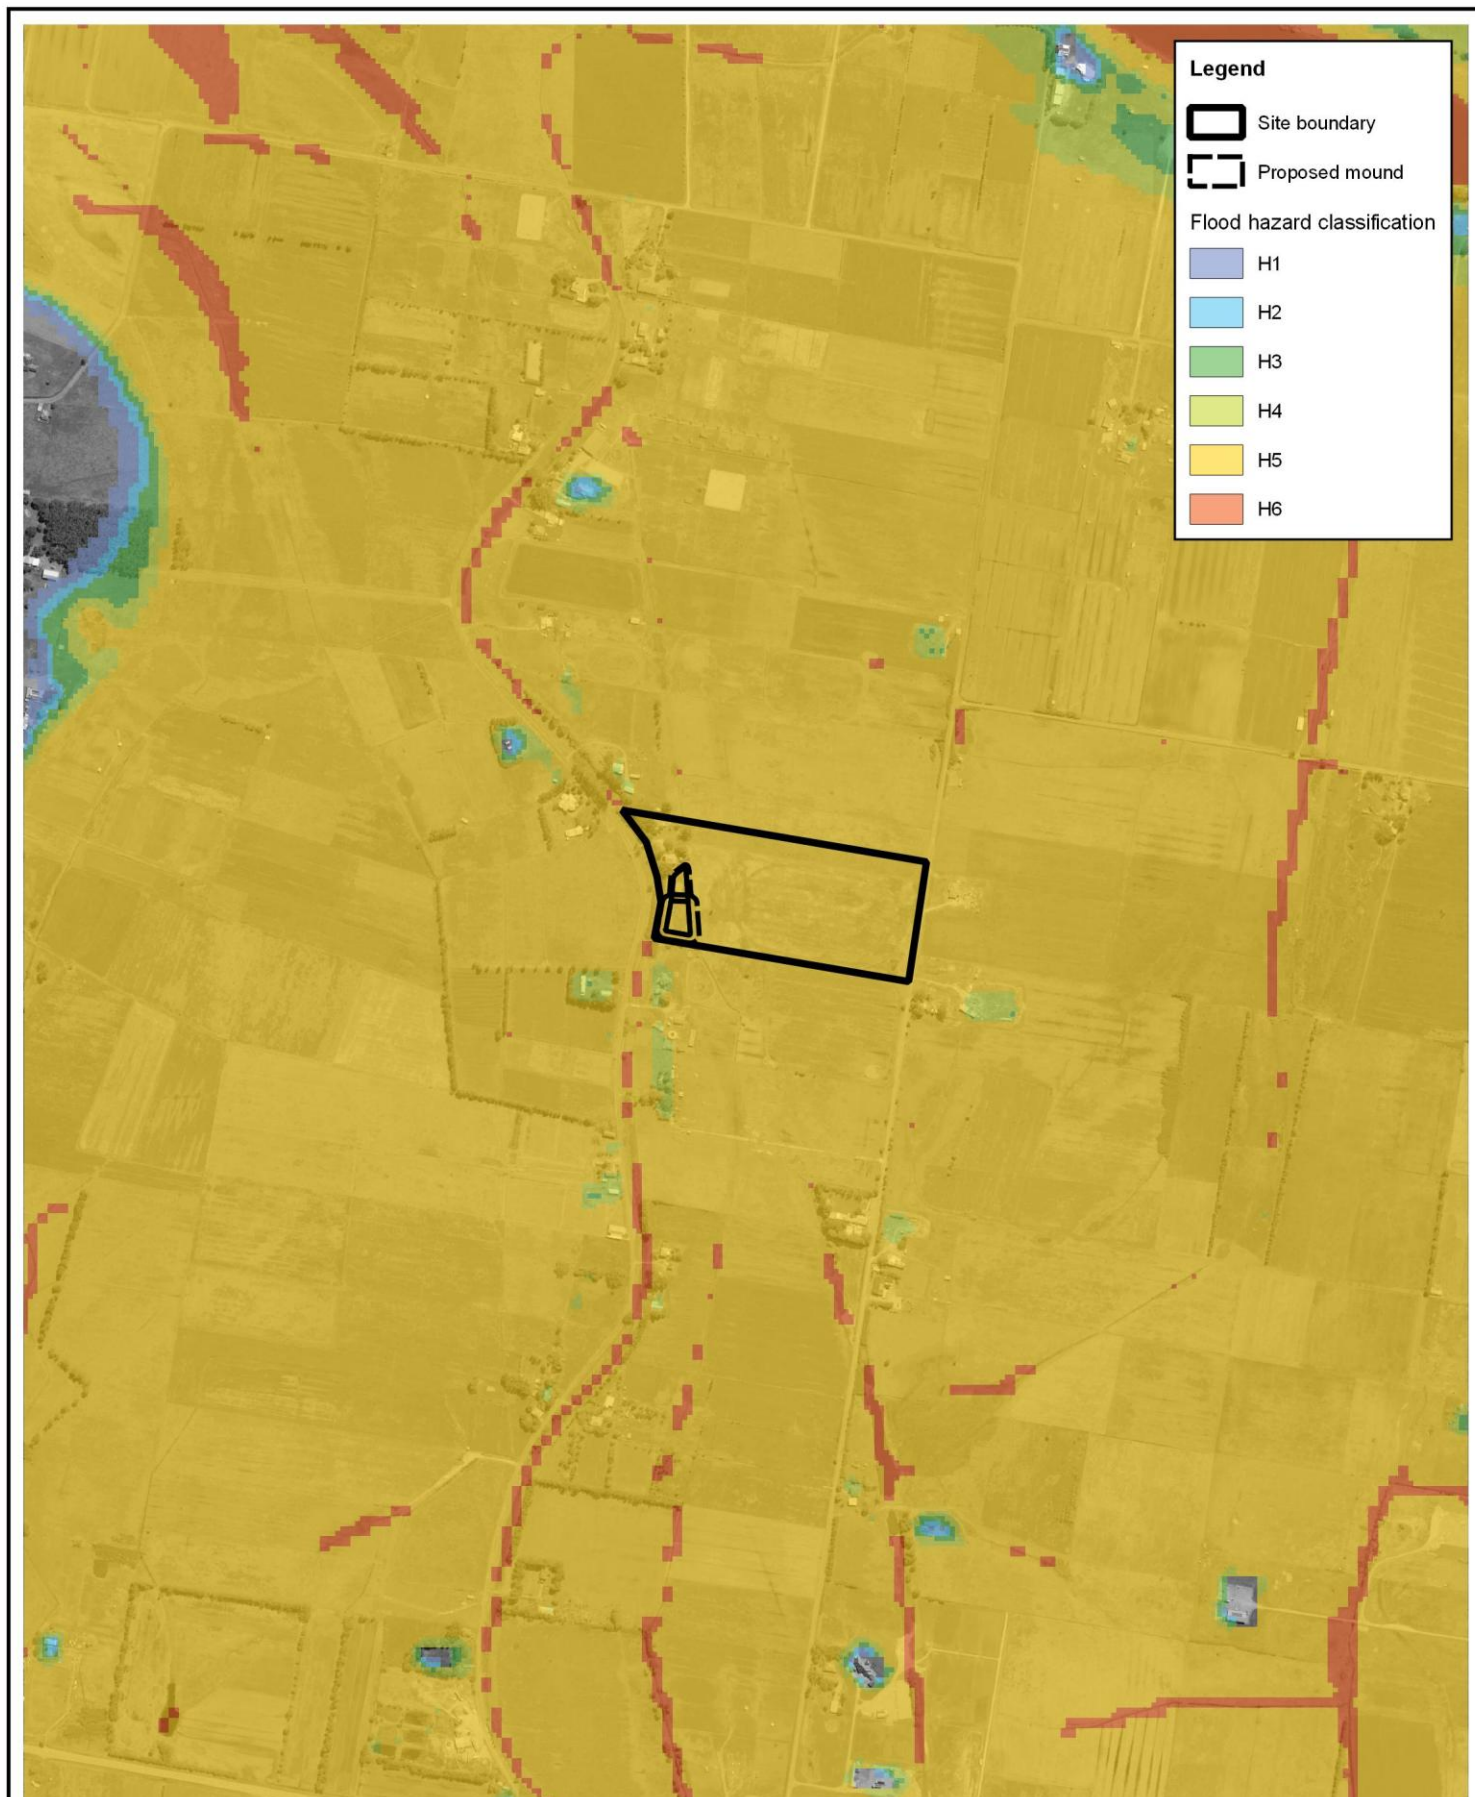 Legend
Site boundary
Proposed mound
Flood hazard classification
H1
H2
H3
H4
H5
H6